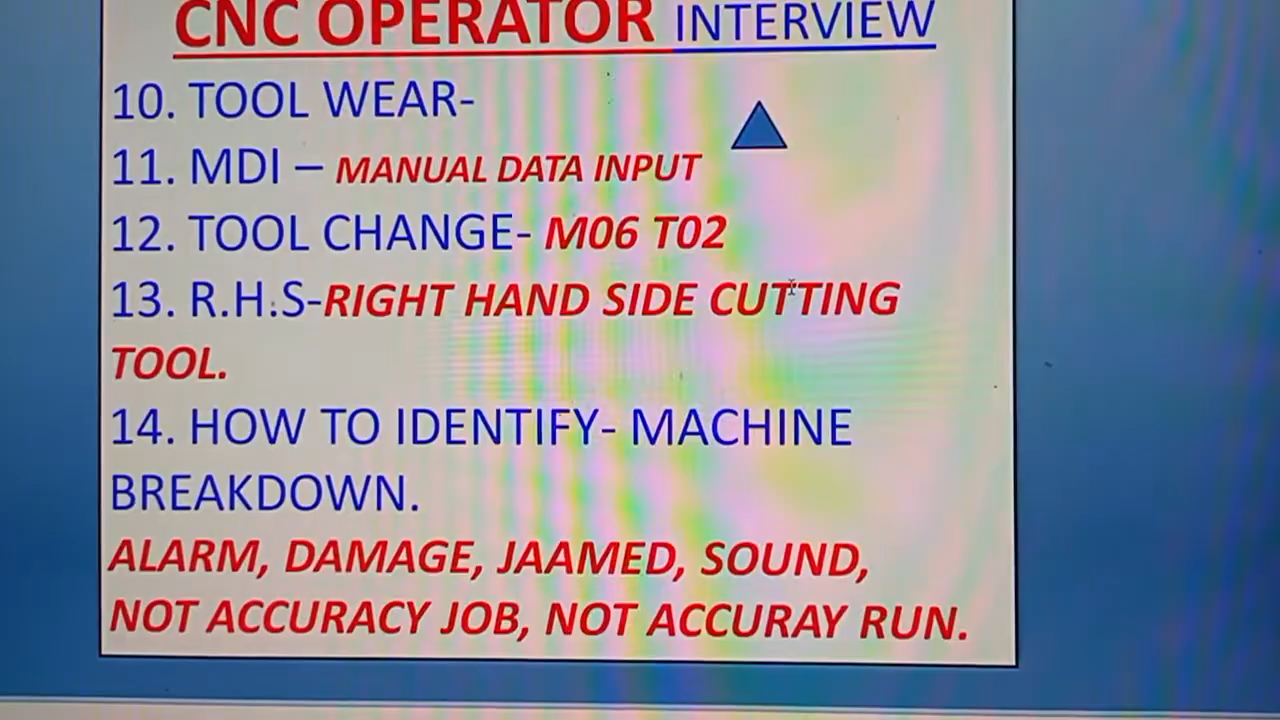 CNC OPERATOR INTERVIEW
10. TOOL WEAR-
11. MDI – MANUAL DATA INPUT
12. TOOL CHANGE- M06 T02
13. R.H.S-RIGHT HAND SIDE CUTTING
TOOL.
14. HOW TO IDENTIFY- MACHINE
BREAKDOWN.
ALARM, DAMAGE, JAAMED, SOUND,
NOT ACCURACY JOB, NOT ACCURAY RUN.